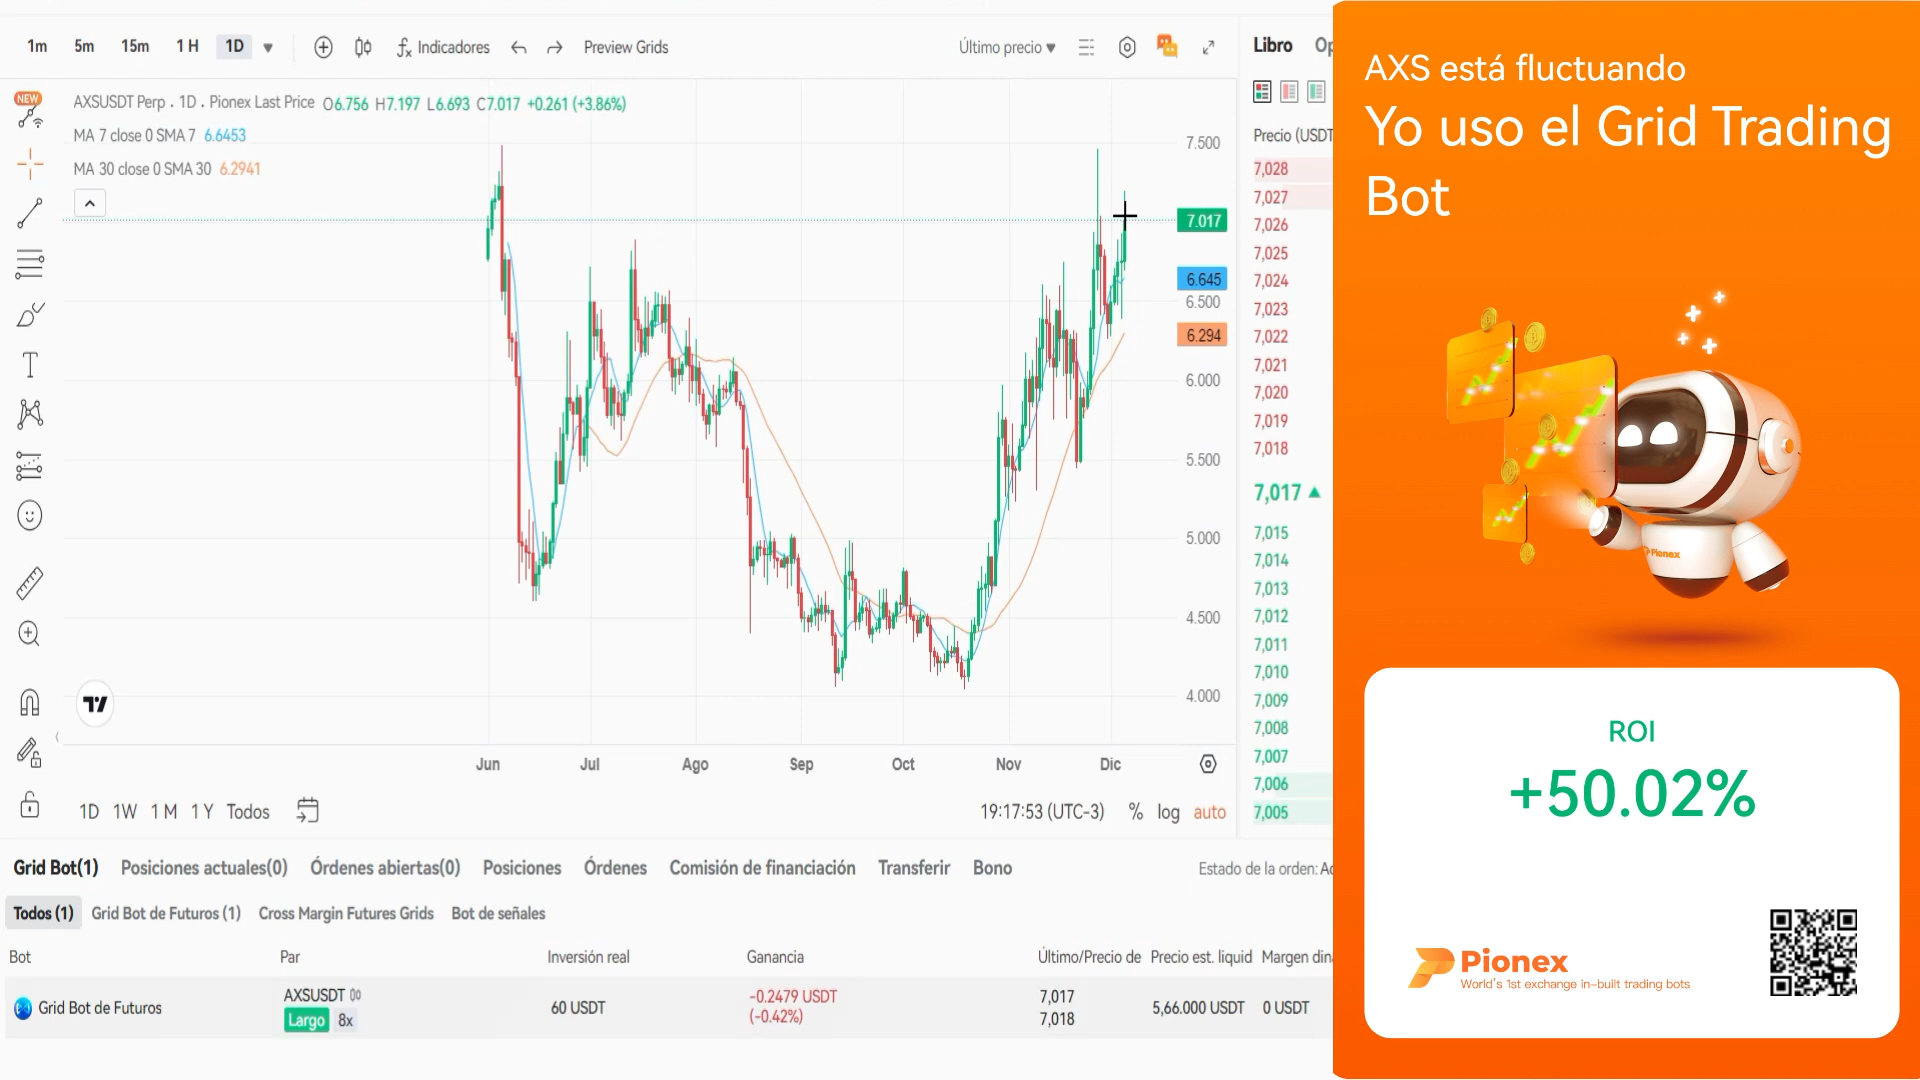 1m 5m 15m 1 H 1D Indicadores Preview Grids Último precio
NEW
AXSUSDT Perp . 1D . Pionex Last Price O6.756 H7.197 L6.693 C7.017 +0.261 (+3.86%)
MA 7 close 0 SMA 7 6.6453
MA 30 close 0 SMA 30 6.2941
7.500
7.017
6.645
6.500
6.294
6.000
5.500
5.000
4.500
4.000
Jun Jul Ago Sep Oct Nov Dic
1D 1W 1 M 1 Y Todos 19:17:53 (UTC-3) % log auto
Libro Op
Precio (USDT
7,028
7,027
7,026
7,025
7,024
7,023
7,022
7,021
7,020
7,019
7,018
7,017
7,015
7,014
7,013
7,012
7,011
7,010
7,009
7,008
7,007
7,006
7,005
Grid Bot(1) Posiciones actuales(0) Órdenes abiertas(0) Posiciones Órdenes Comisión de financiación Transferir Bono Estado de la orden: Ac
Todos (1) Grid Bot de Futuros (1) Cross Margin Futures Grids Bot de señales
Bot Par Inversión real Ganancia Último/Precio de Precio est. liquid Margen diná
Grid Bot de Futuros AXSUSDT Largo 8x 60 USDT -0.2479 USDT (-0.42%) 7,017 7,018 5,66.000 USDT 0 USDT
AXS está fluctuando
Yo uso el Grid Trading
Bot
Pionex
ROI
+50.02%
Pionex
World's 1st exchange in-built trading bots